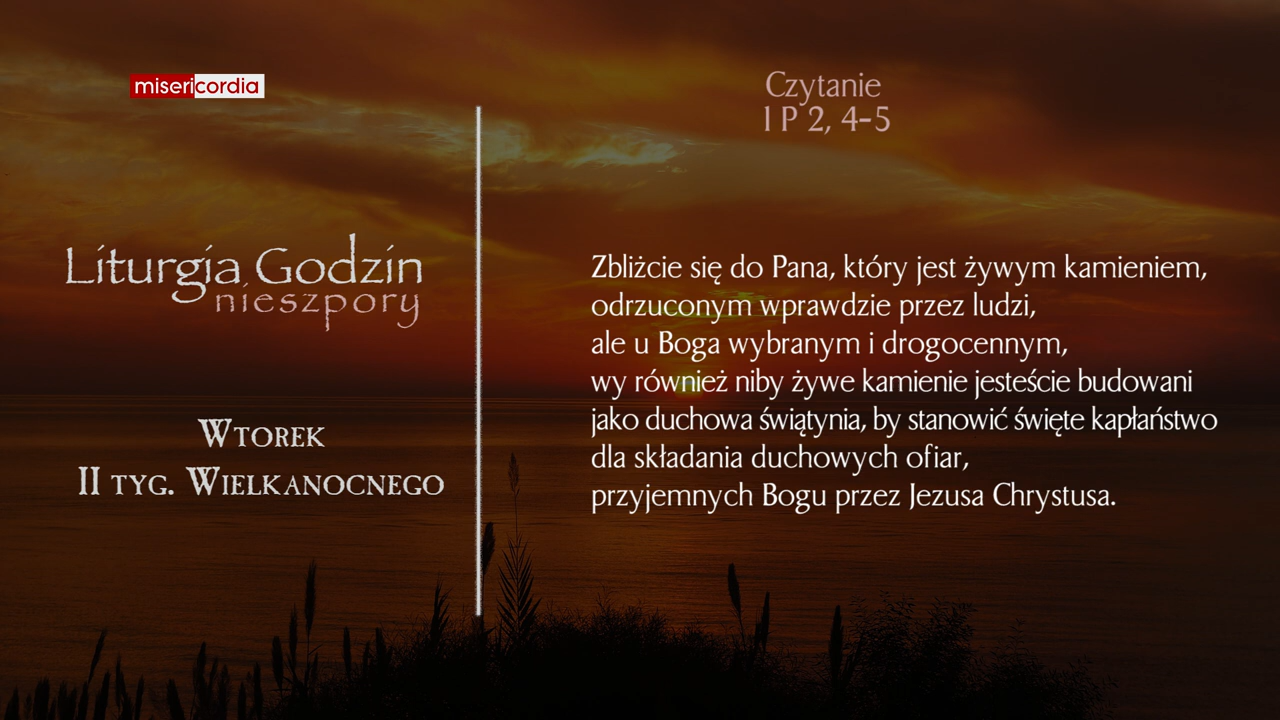 misericordia
Liturgia Godzin
nieszpory
Wtorek
II tyg. Wielkanocnego
Czytanie
1 P 2, 4-5
Zbliżcie się do Pana, który jest żywym kamieniem,
odrzuconym wprawdzie przez ludzi,
ale u Boga wybranym i drogocennym,
wy również niby żywe kamienie jesteście budowani
jako duchowa świątynia, by stanowić święte kapłaństwo
dla składania duchowych ofiar,
przyjemnych Bogu przez Jezusa Chrystusa.